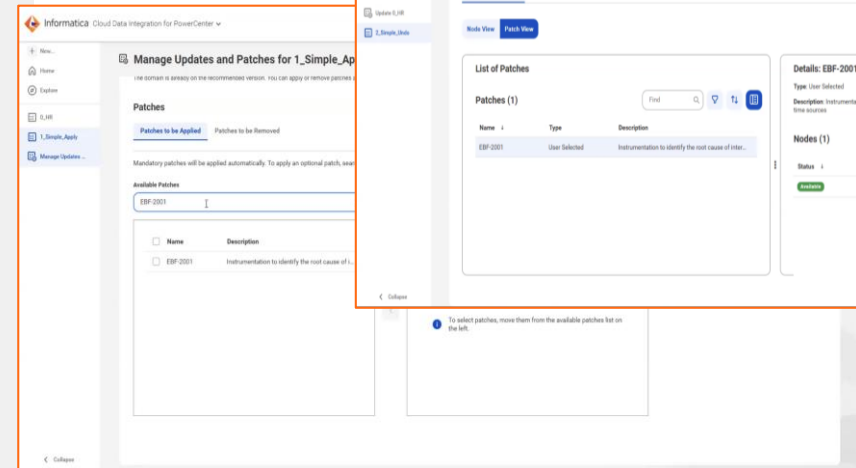 Informatica Cloud Data Integration for PowerCenter
New...
Home
Explore
0_HR
1_Simple_Apply
Manage Updates ...
Collapse
Manage Updates and Patches for 1_Simple_Ap
The domain is already on the recommended version. You can apply or remove patches
Patches
Patches to be Applied
Patches to be Removed
Mandatory patches will be applied automatically. To apply an optional patch, sear
Available Patches
EBF-2001
Name
Description
EBF-2001
Instrumentation to identify the root cause of i...
To select patches, move them from the available patches list on
the left.
Update 0_HR
2_Simple_Undo
Collapse
Node View
Patch View
List of Patches
Patches (1)
Find
Name
Type
Description
EBF-2001
User Selected
Instrumentation to identify the root cause of inter...
Details: EBF-2001
Type: User Selected
Description: Instrumenta
time sources
Nodes (1)
Status
Available